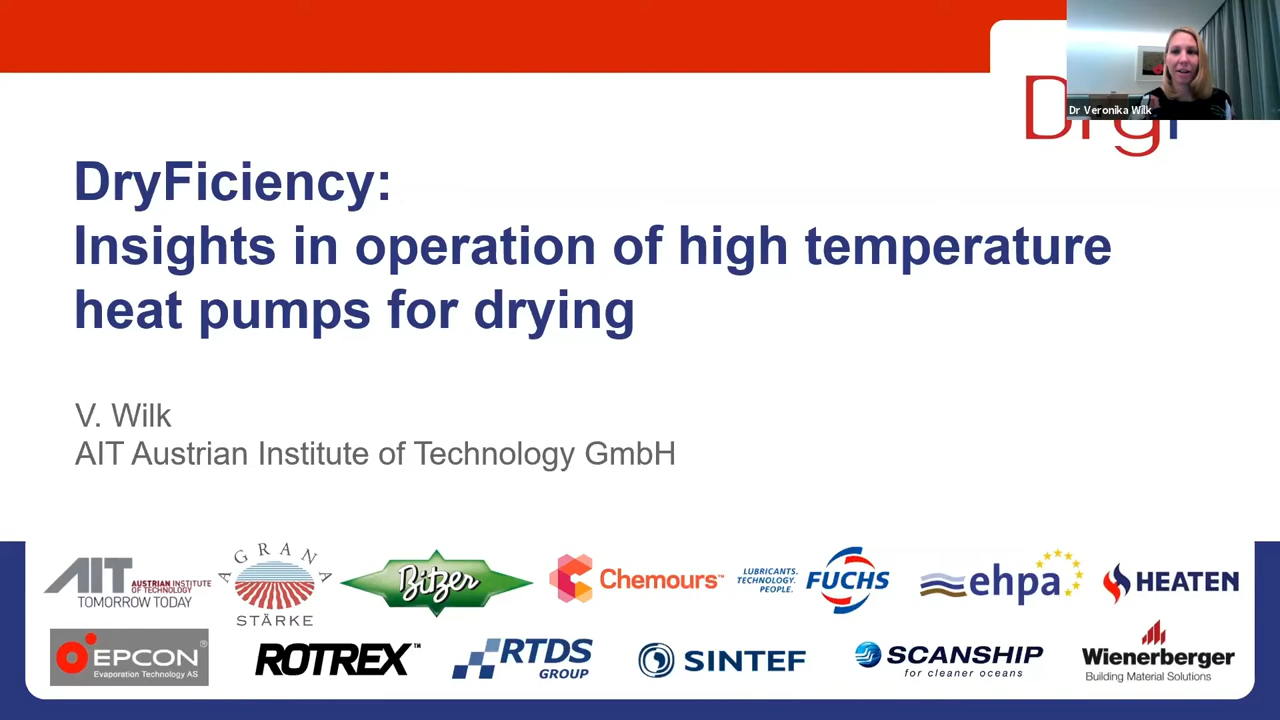 Dr Veronika Wilk
DryFiciency:
Insights in operation of high temperature
heat pumps for drying
V. Wilk
AIT Austrian Institute of Technology GmbH
AIT AUSTRIAN INSTITUTE
OF TECHNOLOGY
TOMORROW TODAY
AGRANA
STÄRKE
Bitzer
Chemours™
LUBRICANTS.
TECHNOLOGY.
PEOPLE.
FUCHS
ehpa
HEATEN
EPCON®
Evaporation Technology AS
ROTREX™
RTDS
GROUP
SINTEF
SCANSHIP
for cleaner oceans
Wienerberger
Building Material Solutions